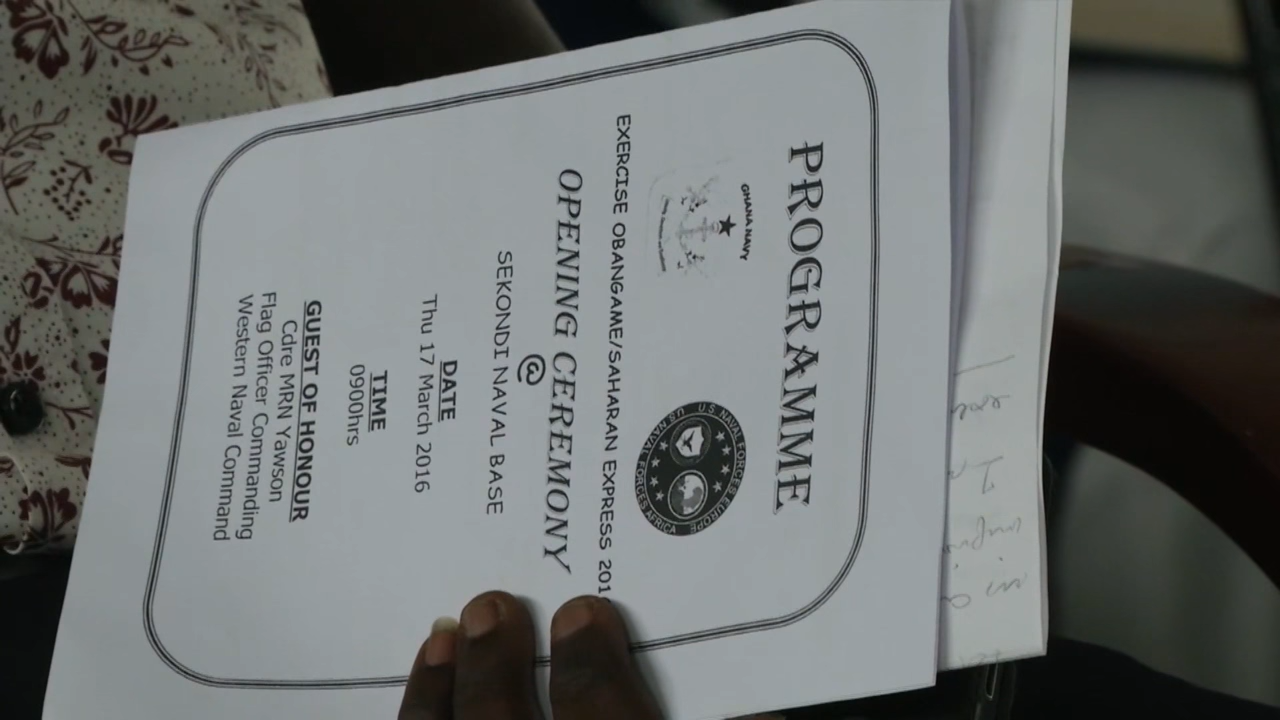 PROGRAMME
GHANA NAVY
U.S. NAVAL FORCES EUROPE
U.S. NAVAL FORCES AFRICA
EXERCISE OBANGAME/SAHARAN EXPRESS 201
OPENING CEREMONY
@
SEKONDI NAVAL BASE
DATE
Thu 17 March 2016
TIME
0900hrs
GUEST OF HONOUR
Cdre MRN Yawson
Flag Officer Commanding
Western Naval Command